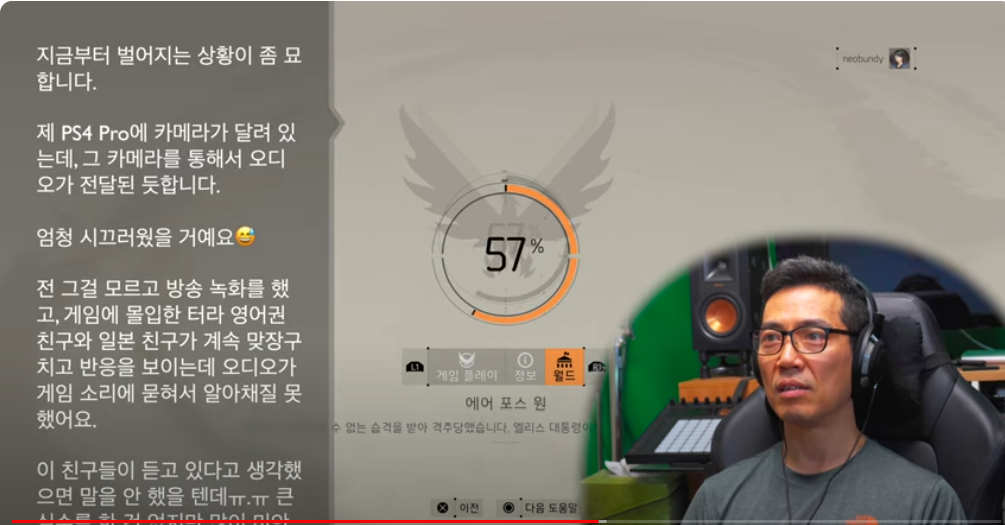 지금부터 벌어지는 상황이 좀 묘
합니다.
제 PS4 Pro에 카메라가 달려 있
는데, 그 카메라를 통해서 오디
오가 전달된 듯합니다.
엄청 시끄러웠을 거예요😅
전 그걸 모르고 방송 녹화를 했
고, 게임에 몰입한 터라 영어권
친구와 일본 친구가 계속 맞장구
치고 반응을 보이는데 오디오가
게임 소리에 묻혀서 알아채질 못
했어요.
이 친구들이 듣고 있다고 생각했
으면 말을 안 했을 텐데ㅠ.ㅠ 큰
neobundy
57%
L1
게임 플레이
정보
월드
R1
에어 포스 원
수 없는 습격을 받아 격추당했습니다. 엘리스 대통령이
이전
다음 도움말